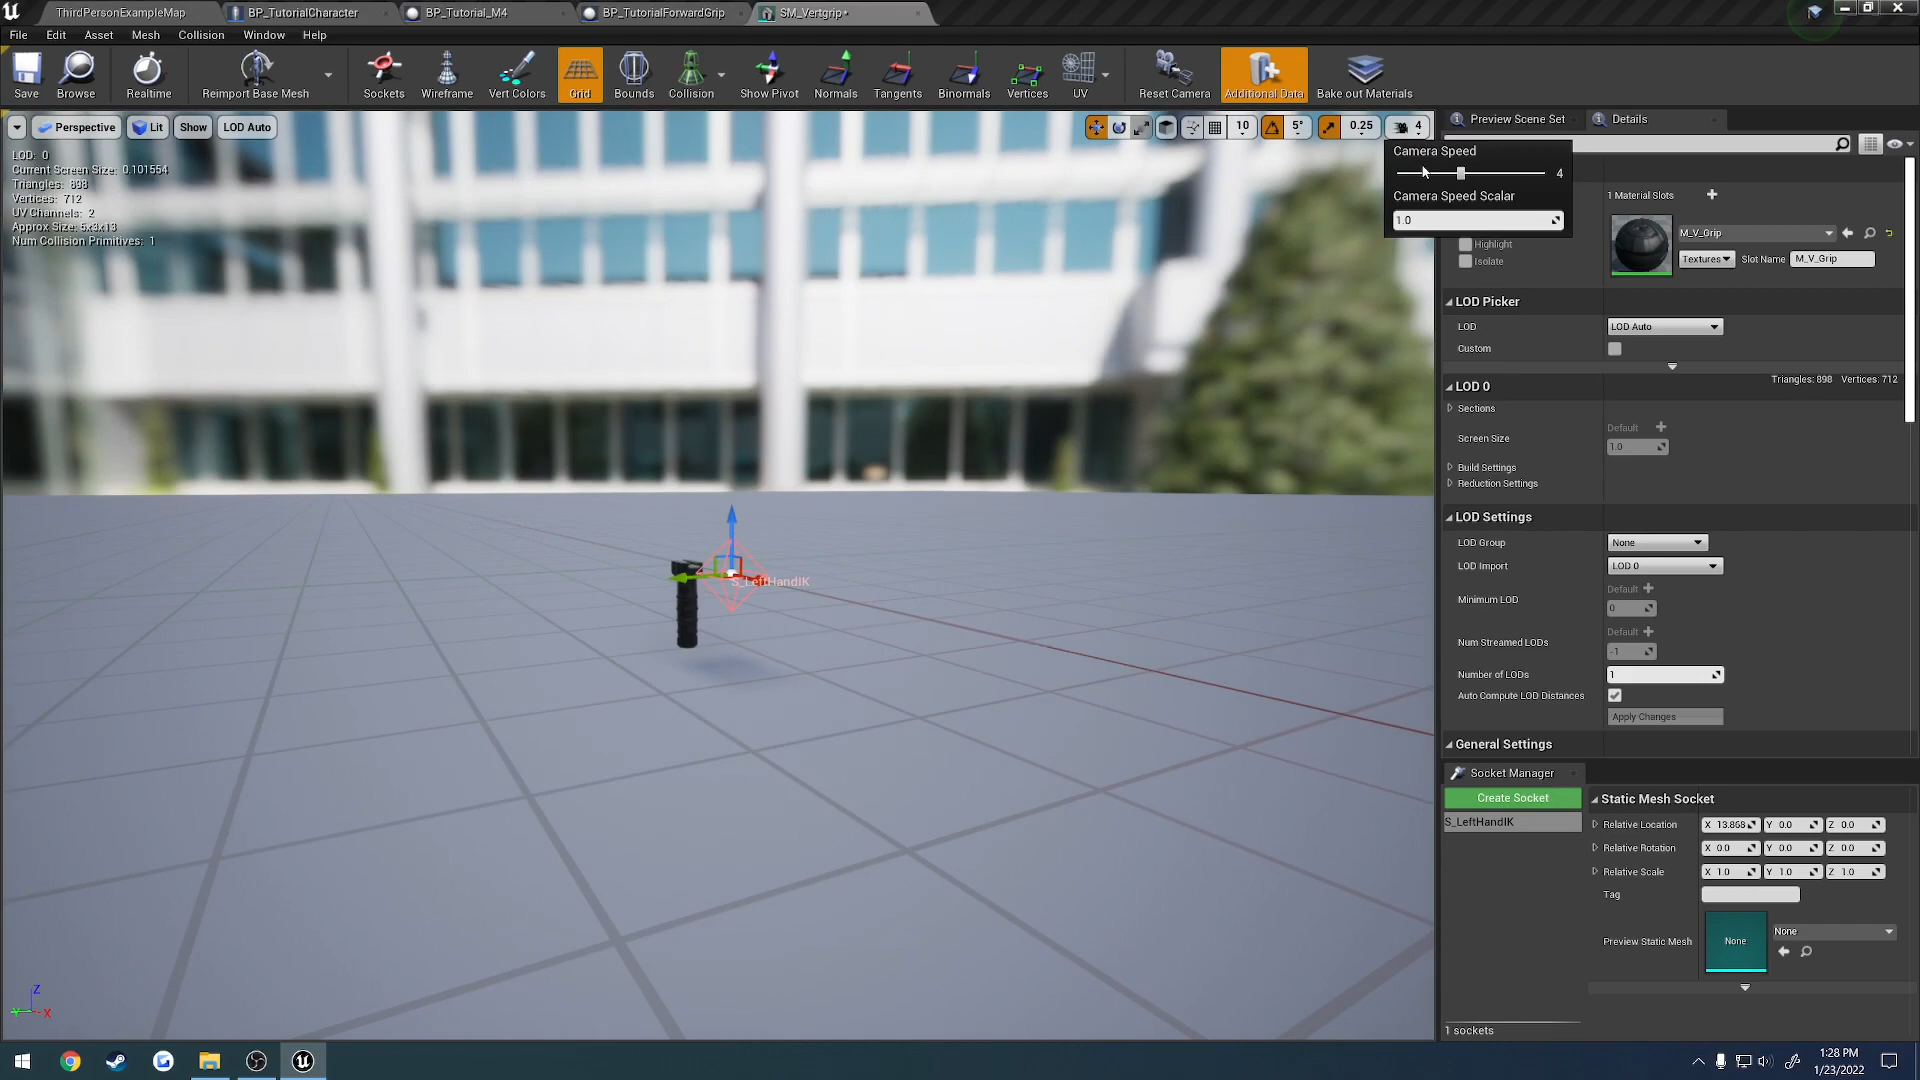 ThirdPersonExampleMap
BP_TutorialCharacter
BP_Tutorial_M4
BP_TutorialForwardGrip
SM_Vertgrip*
File Edit Asset Mesh Collision Window Help
Save Browse Realtime Reimport Base Mesh Sockets Wireframe Vert Colors Grid Bounds Collision Show Pivot Normals Tangents Binormals Vertices UV Reset Camera Additional Data Bake out Materials
Perspective Lit Show LOD Auto 10 5° 0.25 4
Preview Scene Set Details
LOD: 0
Current Screen Size: 0.101554
Triangles: 898
Vertices: 712
UV Channels: 2
Approx Size: 5x3x13
Num Collision Primitives: 1
Camera Speed
4
Camera Speed Scalar
1.0
1 Material Slots
Highlight
Isolate
M_V_Grip
Textures Slot Name M_V_Grip
LOD Picker
LOD LOD Auto
Custom
LOD 0 Triangles: 898 Vertices: 712
Sections
Default
Screen Size 1.0
Build Settings
Reduction Settings
LOD Settings
LOD Group None
LOD Import LOD 0
Default
Minimum LOD 0
Default
Num Streamed LODs -1
Number of LODs 1
Auto Compute LOD Distances
Apply Changes
General Settings
S_LeftHandIK
Socket Manager
Create Socket
S_LeftHandIK
1 sockets
Static Mesh Socket
Relative Location X 13.868 Y 0.0 Z 0.0
Relative Rotation X 0.0 Y 0.0 Z 0.0
Relative Scale X 1.0 Y 1.0 Z 1.0
Tag
Preview Static Mesh None None
Z
Y X
1:28 PM
1/23/2022